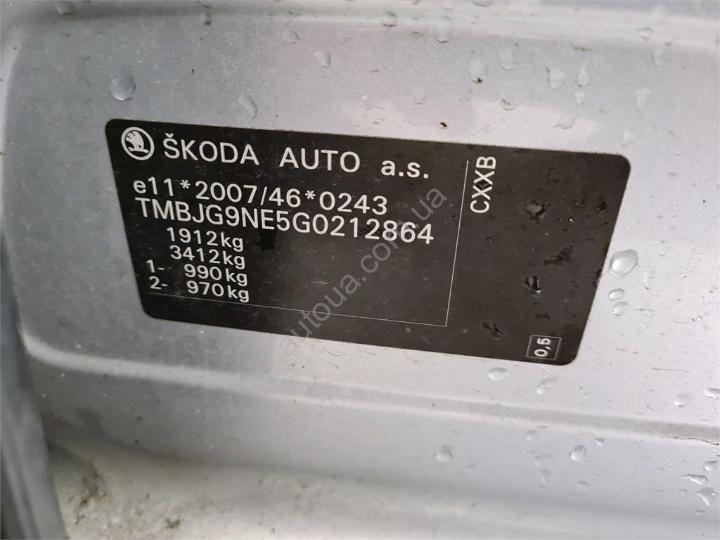 ŠKODA AUTO a.s.
e11*2007/46*0243
TMBJG9NE5G0212864
1912kg
3412kg
1- 990kg
2- 970kg
CXXB
0,5
autoua.com.ua